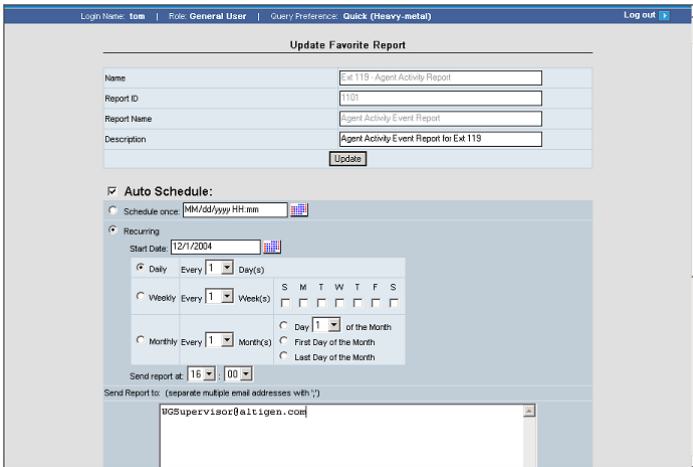 Login Name: tom | Role: General User | Query Preference: Quick (Heavy-metal) Log out
Update Favorite Report
Name Ext 119 - Agent Activity Report
Report ID 1101
Report Name Agent Activity Event Report
Description Agent Activity Event Report for Ext 119
Update
Auto Schedule:
Schedule once: MM/dd/yyyy HH:mm
Recurring
Start Date: 12/1/2004
Daily Every 1 Day(s)
S M T W T F S
Weekly Every 1 Week(s)
Day 1 of the Month
Monthly Every 1 Month(s) First Day of the Month
Last Day of the Month
Send report at: 16 : 00
Send Report to: (separate multiple email addresses with ';')
WGSupervisor@altigen.com